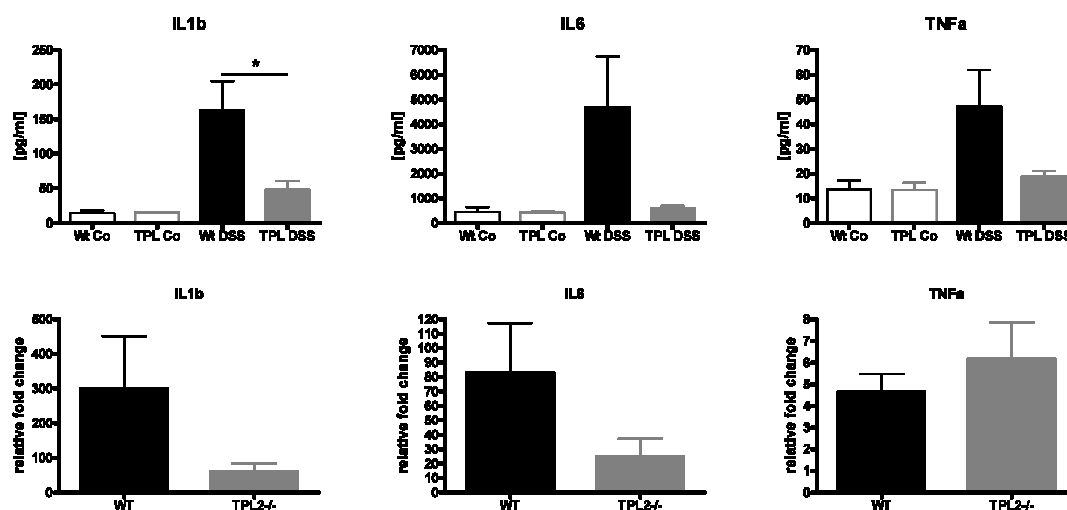 IL1b
250
200
150
100
50
0
[pg/ml]
*
Wt Co TPL Co Wt DSS TPL DSS
IL6
7000
6000
5000
4000
3000
2000
1000
0
[pg/ml]
Wt Co TPL Co Wt DSS TPL DSS
TNFa
70
60
50
40
30
20
10
0
[pg/ml]
Wt Co TPL Co Wt DSS TPL DSS
IL1b
500
400
300
200
100
0
relative fold change
WT TPL2-/-
IL6
120
110
100
90
80
70
60
50
40
30
20
10
0
relative fold change
WT TPL2-/-
TNFa
8
7
6
5
4
3
2
1
0
relative fold change
WT TPL2-/-